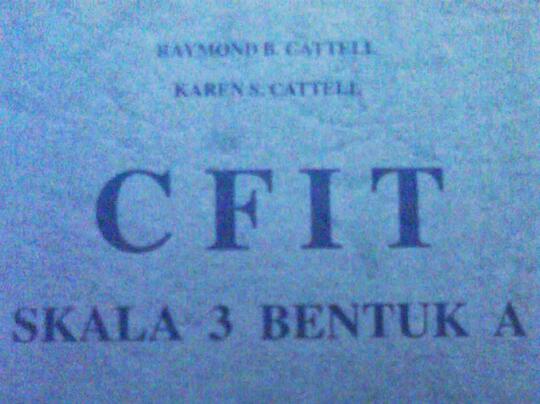 RAYMOND B. CATTELL
KAREN S. CATTELL
CFIT
SKALA 3 BENTUK A